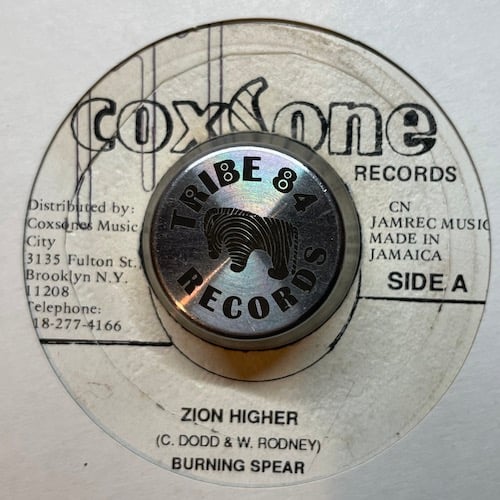 coxsone
RECORDS
Distributed by:
Coxsones Music
City
3135 Fulton St.
Brooklyn N.Y.
11208
Telephone:
18-277-4166
CN
JAMREC MUSIC
MADE IN
JAMAICA
SIDE A
TRIBE 84
RECORDS
ZION HIGHER
(C. DODD & W. RODNEY)
BURNING SPEAR